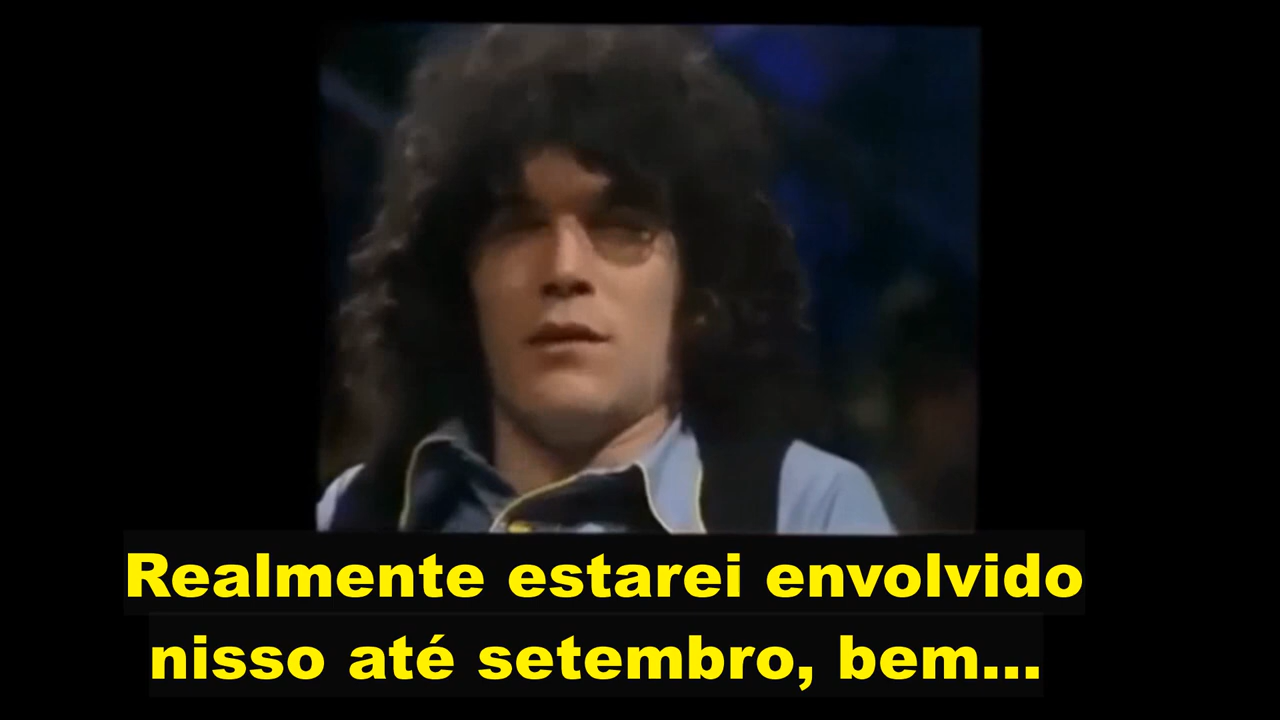 Realmente estarei envolvido
nisso até setembro, bem...